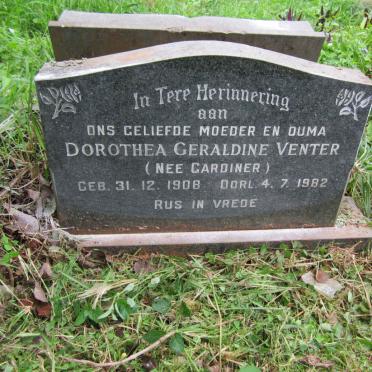 In Tere Herinnering
aan
ONS GELIEFDE MOEDER EN OUMA
DOROTHEA GERALDINE VENTER
(NEE GARDINER)
GEB. 31. 12. 1908 OORL. 4. 7. 1982
RUS IN VREDE